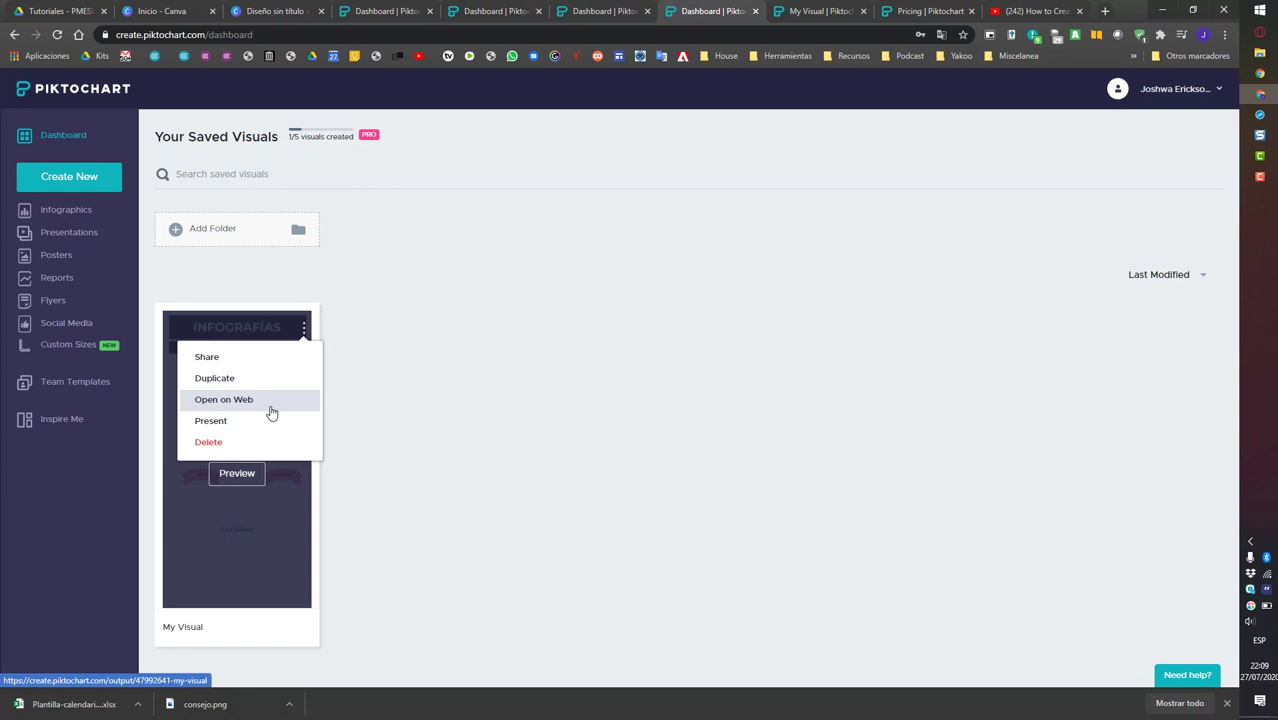 Tutoriales - PMES
Inicio - Canva
Diseño sin título -
Dashboard | Pikto
Dashboard | Pikto
Dashboard | Pikto
Dashboard | Pikto
My Visual | Piktoc
Pricing | Piktochart
(242) How to Crea
create.piktochart.com/dashboard
Aplicaciones
Kits
House
Herramientas
Recursos
Podcast
Yakoo
Miscelanea
»
Otros marcadores
PIKTOCHART
Joshwa Erickso...
Dashboard
Create New
Infographics
Presentations
Posters
Reports
Flyers
Social Media
Custom Sizes NEW
Team Templates
Inspire Me
Your Saved Visuals
1/5 visuals created
PRO
Search saved visuals
Add Folder
Last Modified
INFOGRAFÍAS
Share
Duplicate
Open on Web
Present
Delete
Preview
My Visual
Need help?
https://create.piktochart.com/output/47992641-my-visual
Plantilla-calendari....xlsx
consejo.png
Mostrar todo
ESP
22:09
27/07/2020